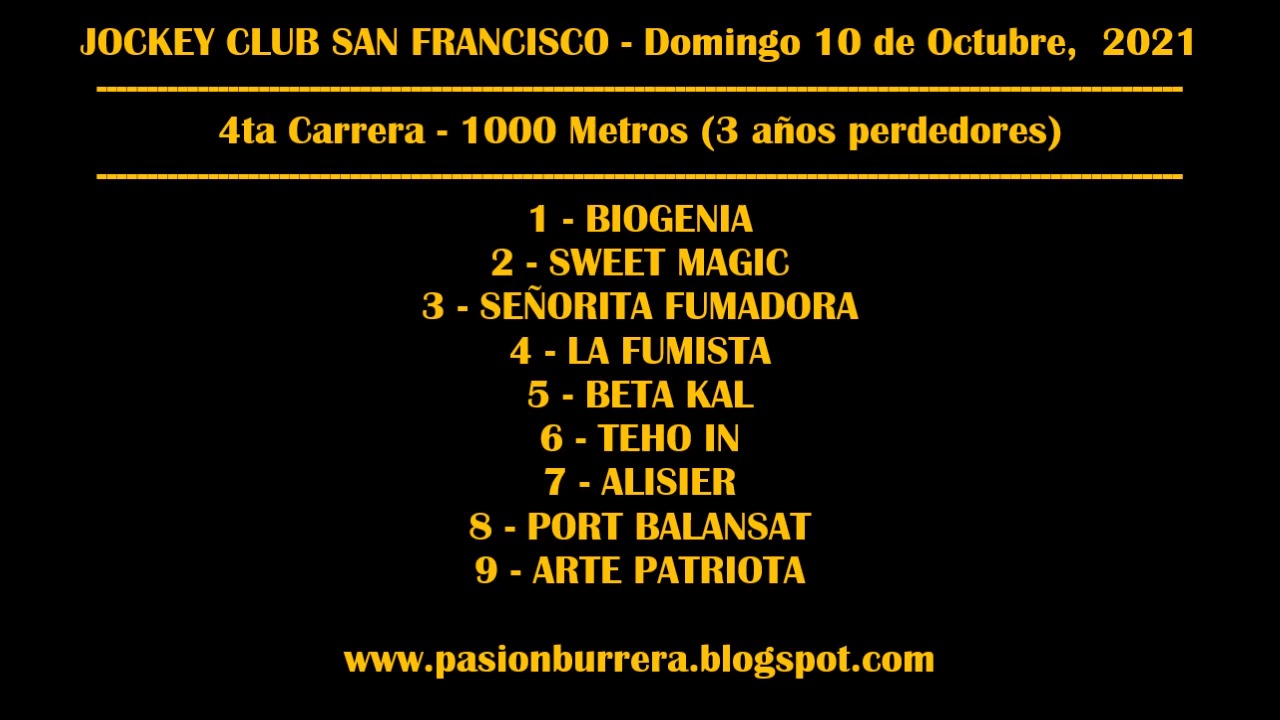 JOCKEY CLUB SAN FRANCISCO - Domingo 10 de Octubre, 2021
4ta Carrera - 1000 Metros (3 años perdedores)
1 - BIOGENIA
2 - SWEET MAGIC
3 - SEÑORITA FUMADORA
4 - LA FUMISTA
5 - BETA KAL
6 - TEHO IN
7 - ALISIER
8 - PORT BALANSAT
9 - ARTE PATRIOTA
www.pasionburrera.blogspot.com